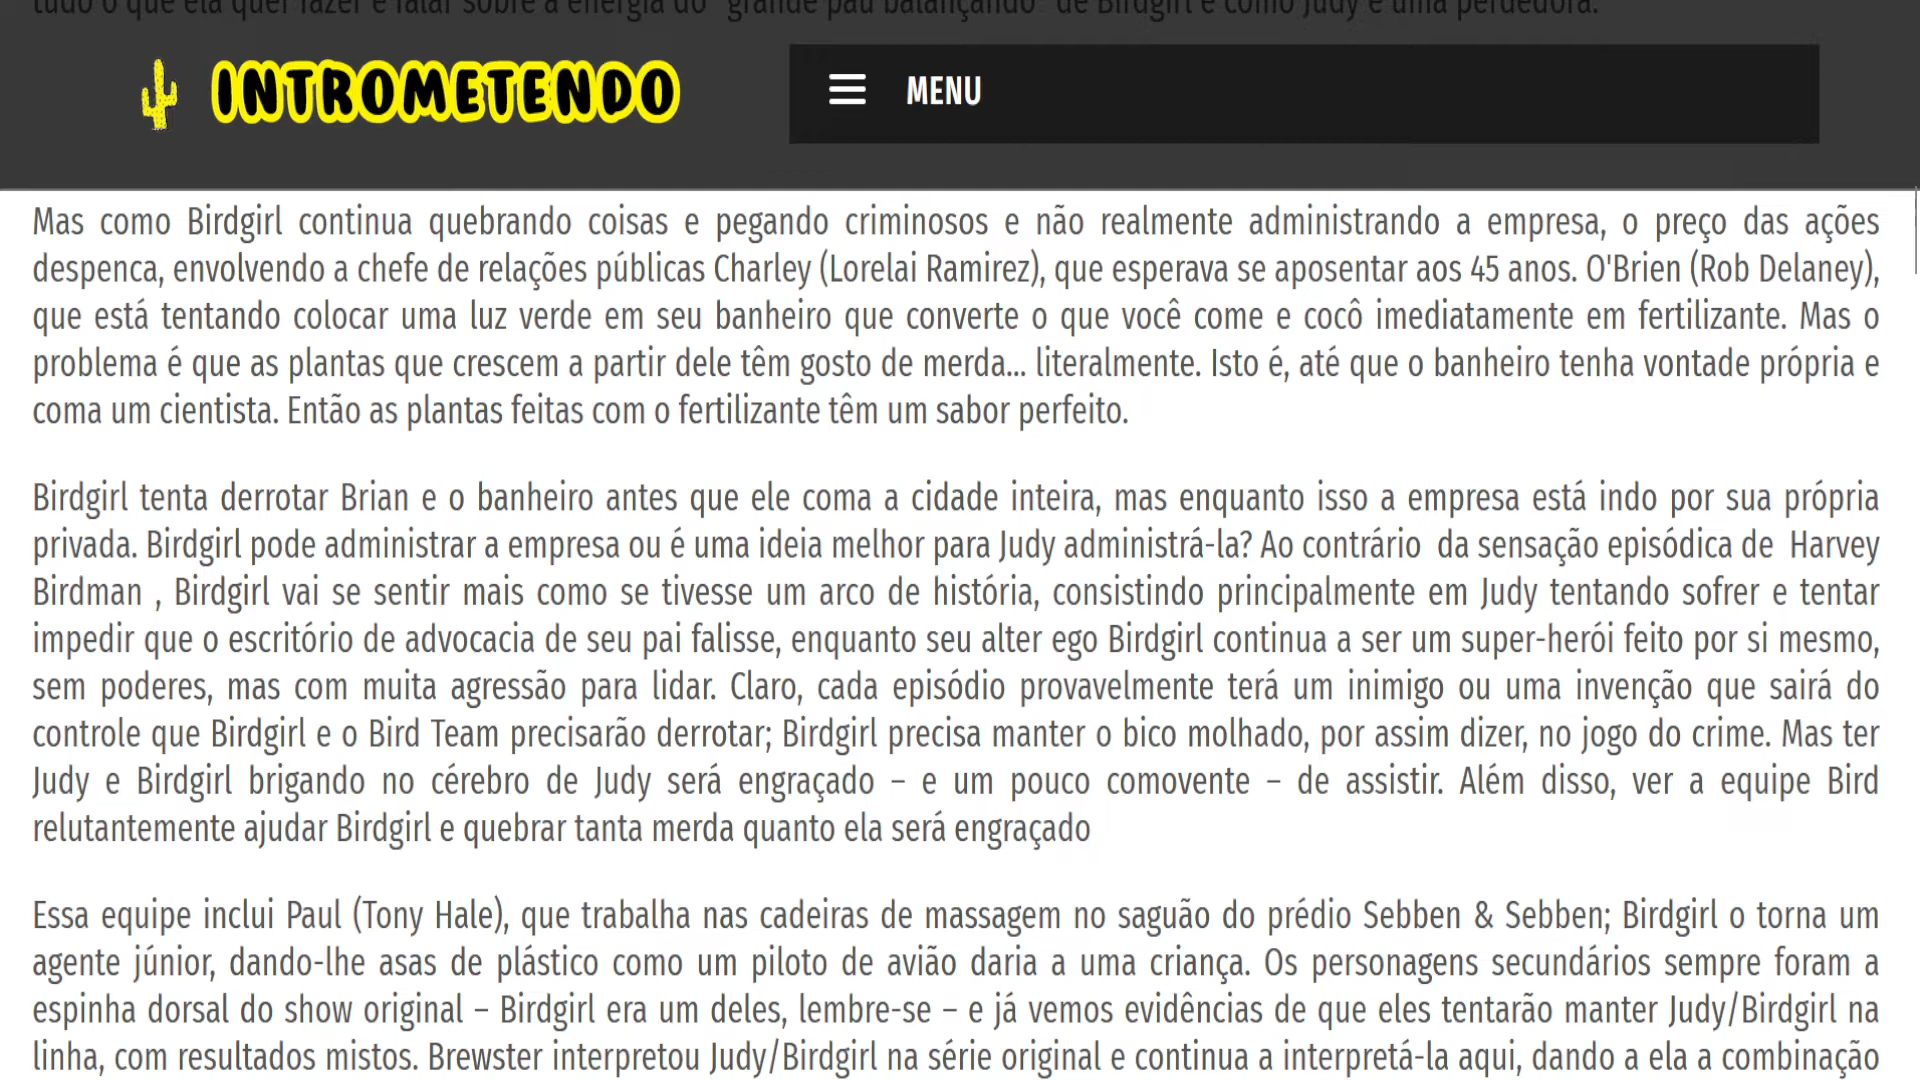 tudo o que ela quer fazer é falar sobre a energia do "grande pau balançando" de Birdgirl e como Judy é uma perdedora.
INTROMETENDO
MENU
Mas como Birdgirl continua quebrando coisas e pegando criminosos e não realmente administrando a empresa, o preço das ações
despenca, envolvendo a chefe de relações públicas Charley (Lorelai Ramirez), que esperava se aposentar aos 45 anos. O'Brien (Rob Delaney),
que está tentando colocar uma luz verde em seu banheiro que converte o que você come e cocô imediatamente em fertilizante. Mas o
problema é que as plantas que crescem a partir dele têm gosto de merda... literalmente. Isto é, até que o banheiro tenha vontade própria e
coma um cientista. Então as plantas feitas com o fertilizante têm um sabor perfeito.
Birdgirl tenta derrotar Brian e o banheiro antes que ele coma a cidade inteira, mas enquanto isso a empresa está indo por sua própria
privada. Birdgirl pode administrar a empresa ou é uma ideia melhor para Judy administrá-la? Ao contrário  da sensação episódica de  Harvey
Birdman , Birdgirl vai se sentir mais como se tivesse um arco de história, consistindo principalmente em Judy tentando sofrer e tentar
impedir que o escritório de advocacia de seu pai falisse, enquanto seu alter ego Birdgirl continua a ser um super-herói feito por si mesmo,
sem poderes, mas com muita agressão para lidar. Claro, cada episódio provavelmente terá um inimigo ou uma invenção que sairá do
controle que Birdgirl e o Bird Team precisarão derrotar; Birdgirl precisa manter o bico molhado, por assim dizer, no jogo do crime. Mas ter
Judy e Birdgirl brigando no cérebro de Judy será engraçado – e um pouco comovente – de assistir. Além disso, ver a equipe Bird
relutantemente ajudar Birdgirl e quebrar tanta merda quanto ela será engraçado
Essa equipe inclui Paul (Tony Hale), que trabalha nas cadeiras de massagem no saguão do prédio Sebben & Sebben; Birdgirl o torna um
agente júnior, dando-lhe asas de plástico como um piloto de avião daria a uma criança. Os personagens secundários sempre foram a
espinha dorsal do show original – Birdgirl era um deles, lembre-se – e já vemos evidências de que eles tentarão manter Judy/Birdgirl na
linha, com resultados mistos. Brewster interpretou Judy/Birdgirl na série original e continua a interpretá-la aqui, dando a ela a combinação